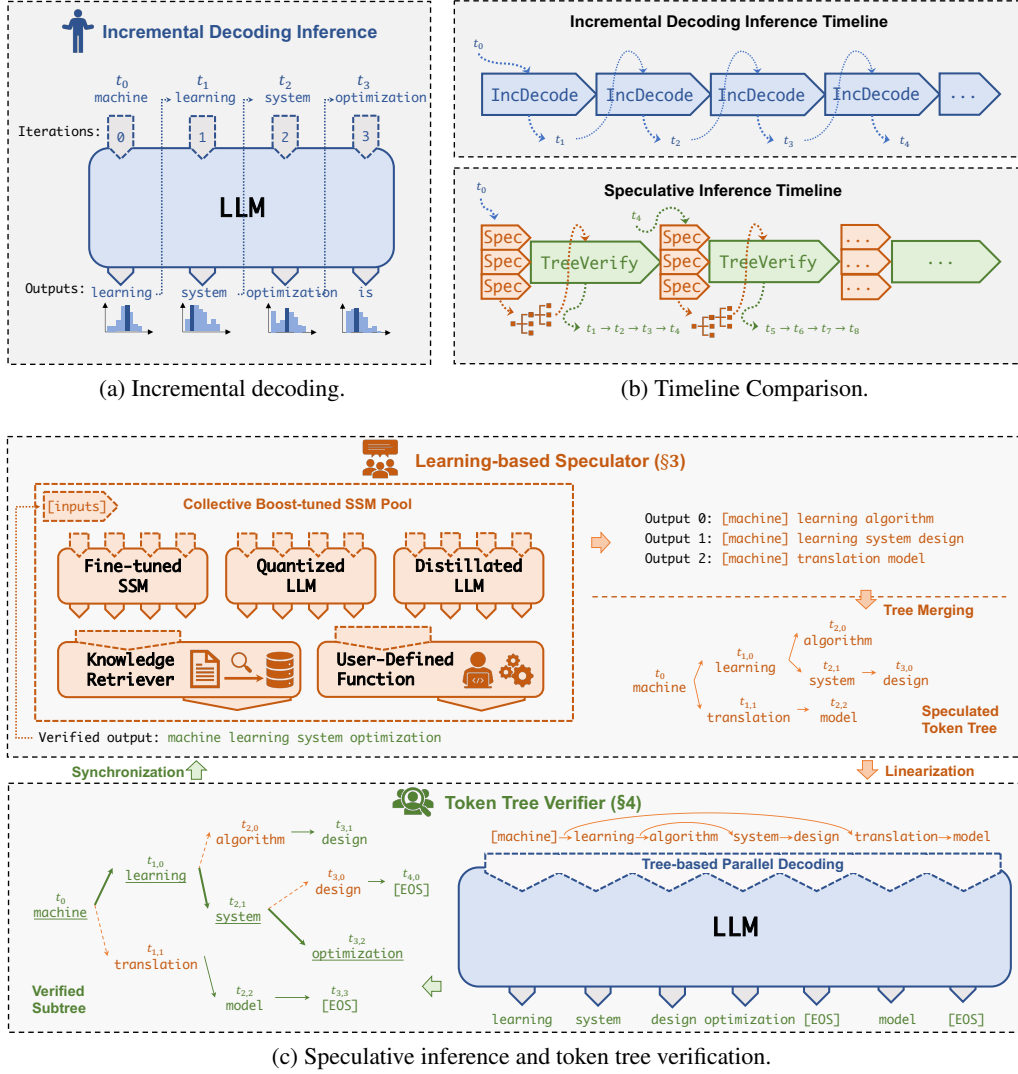 Incremental Decoding Inference
t0 t1 t2 t3
machine learning system optimization
Iterations: 0 1 2 3
LLM
Outputs: learning system optimization is
(a) Incremental decoding.
Incremental Decoding Inference Timeline
t0
IncDecode IncDecode IncDecode IncDecode ...
t1 t2 t3 t4
Speculative Inference Timeline
t0 t4
Spec Spec ...
Spec TreeVerify Spec TreeVerify ... ...
Spec Spec ...
t1 → t2 → t3 → t4 t5 → t6 → t7 → t8
(b) Timeline Comparison.
Learning-based Speculator (§3)
[inputs] Collective Boost-tuned SSM Pool
Fine-tuned SSM
Quantized LLM
Distillated LLM
Knowledge Retriever
User-Defined Function
Verified output: machine learning system optimization
Output 0: [machine] learning algorithm
Output 1: [machine] learning system design
Output 2: [machine] translation model
Tree Merging
t2,0
algorithm
t1,0
learning
t0
machine
t2,1 t3,0
system design
t1,1 t2,2
translation model
Speculated Token Tree
Synchronization
Linearization
Token Tree Verifier (§4)
t2,0 t3,1
algorithm design
t1,0
learning
t3,0 t4,0
design [EOS]
t0
machine
t2,1
system
t3,2
optimization
t1,1
translation
t2,2 t3,3
model [EOS]
Verified Subtree
[machine] → learning → algorithm system → design translation → model
Tree-based Parallel Decoding
LLM
learning system design optimization [EOS] model [EOS]
(c) Speculative inference and token tree verification.